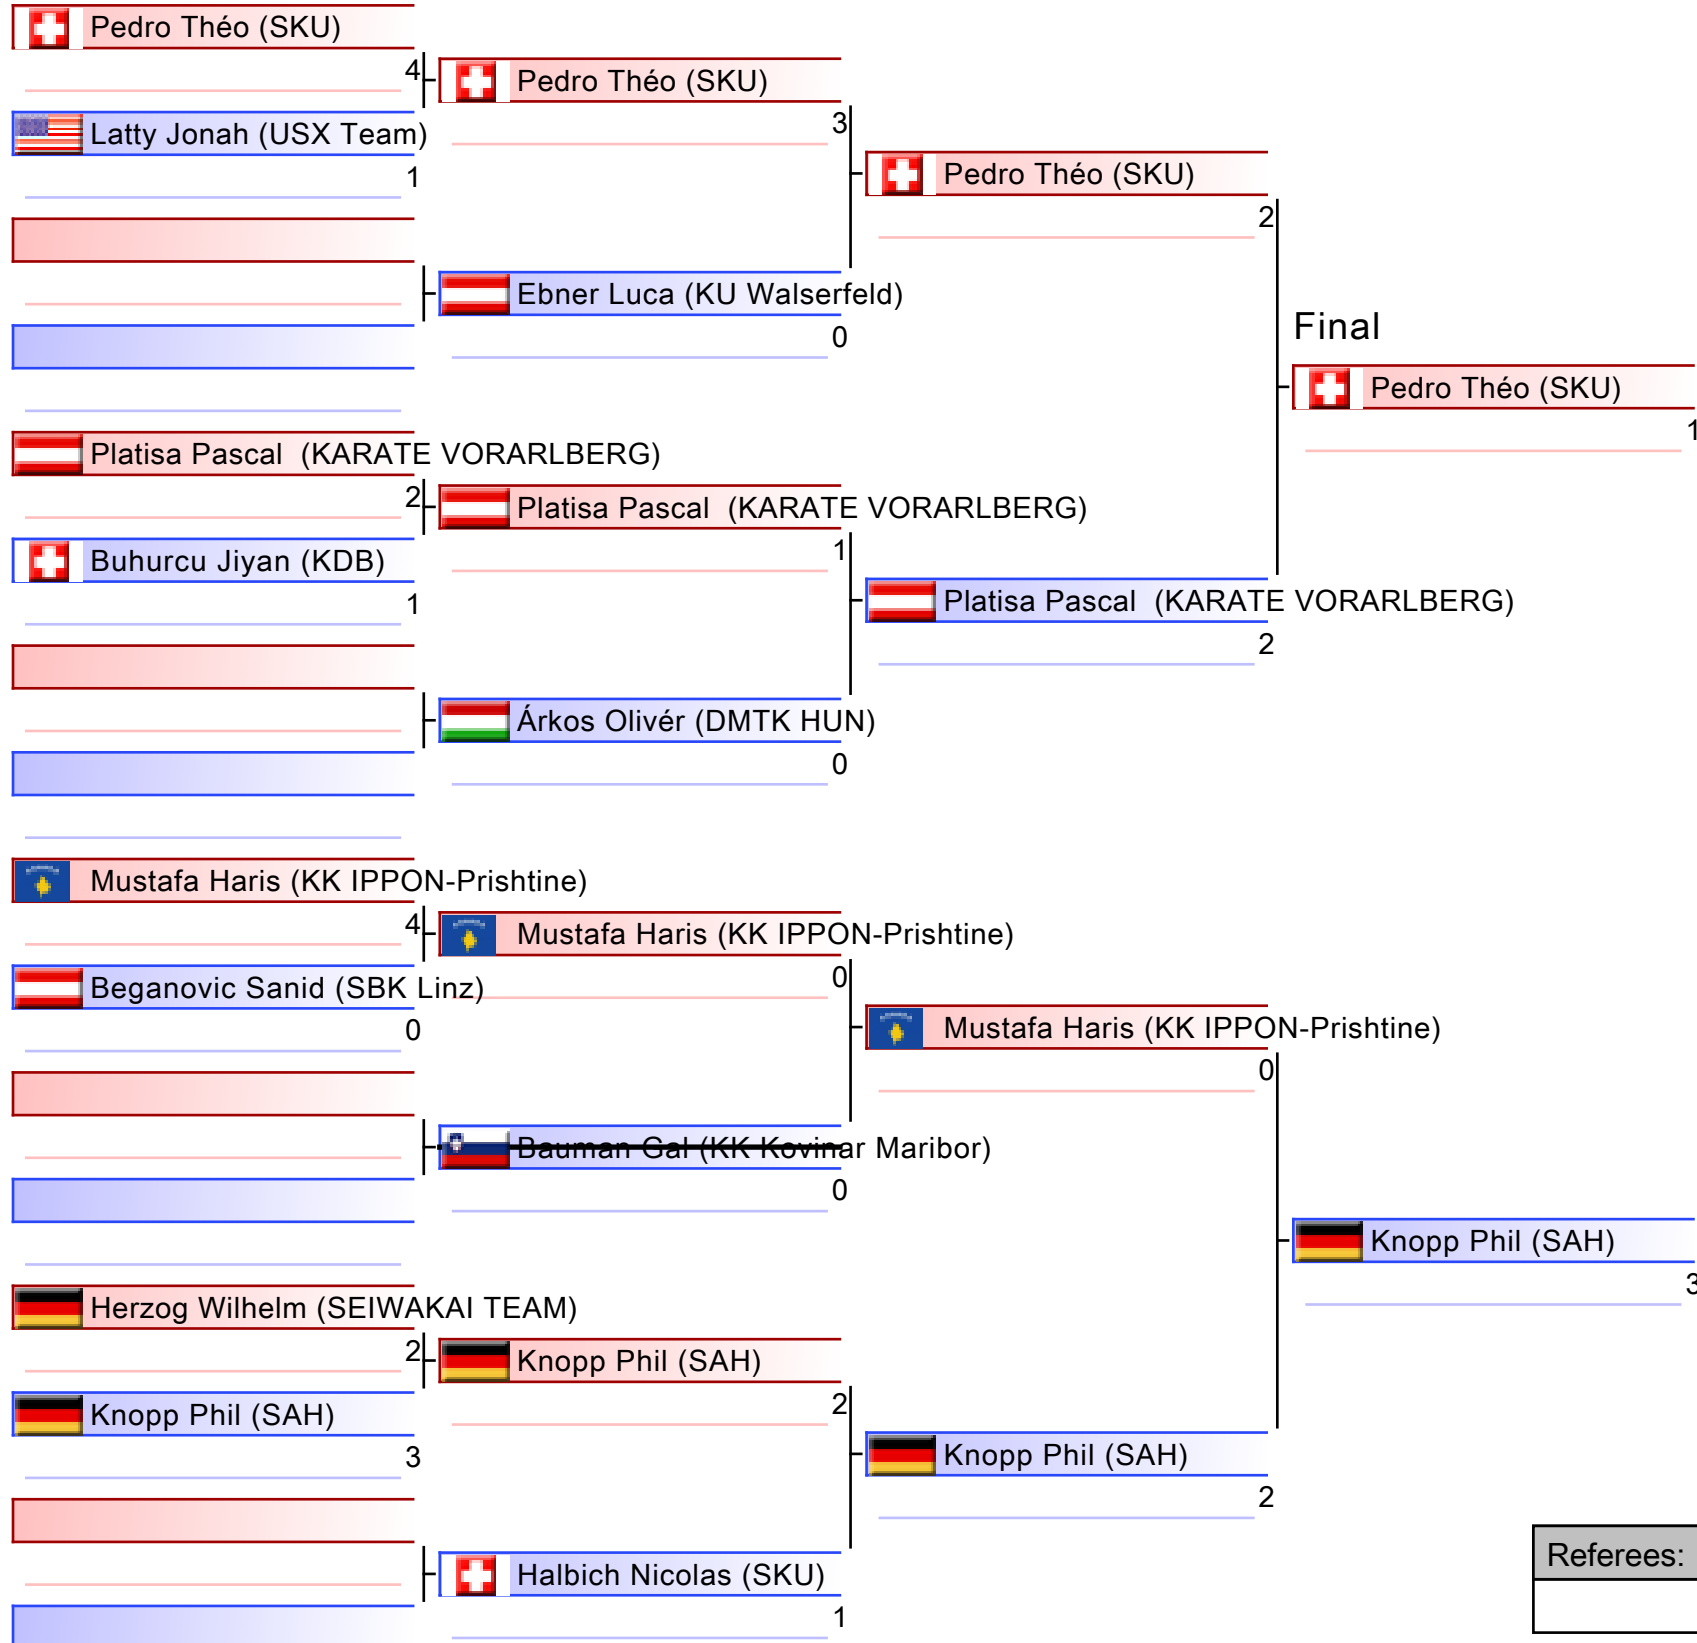 Pedro Théo (SKU)
4
Pedro Théo (SKU)
Latty Jonah (USX Team)
3
1
Pedro Théo (SKU)
2
Ebner Luca (KU Walserfeld)
0
Final
Pedro Théo (SKU)
1
Platisa Pascal (KARATE VORARLBERG)
2
Platisa Pascal (KARATE VORARLBERG)
Buhurcu Jiyan (KDB)
1
1
Platisa Pascal (KARATE VORARLBERG)
2
Árkos Olivér (DMTK HUN)
0
Mustafa Haris (KK IPPON-Prishtine)
4
Mustafa Haris (KK IPPON-Prishtine)
Beganovic Sanid (SBK Linz)
0
0
Mustafa Haris (KK IPPON-Prishtine)
0
Bauman Gal (KK Kovinar Maribor)
0
Knopp Phil (SAH)
3
Herzog Wilhelm (SEIWAKAI TEAM)
2
Knopp Phil (SAH)
Knopp Phil (SAH)
2
3
Knopp Phil (SAH)
2
Halbich Nicolas (SKU)
1
Referees: